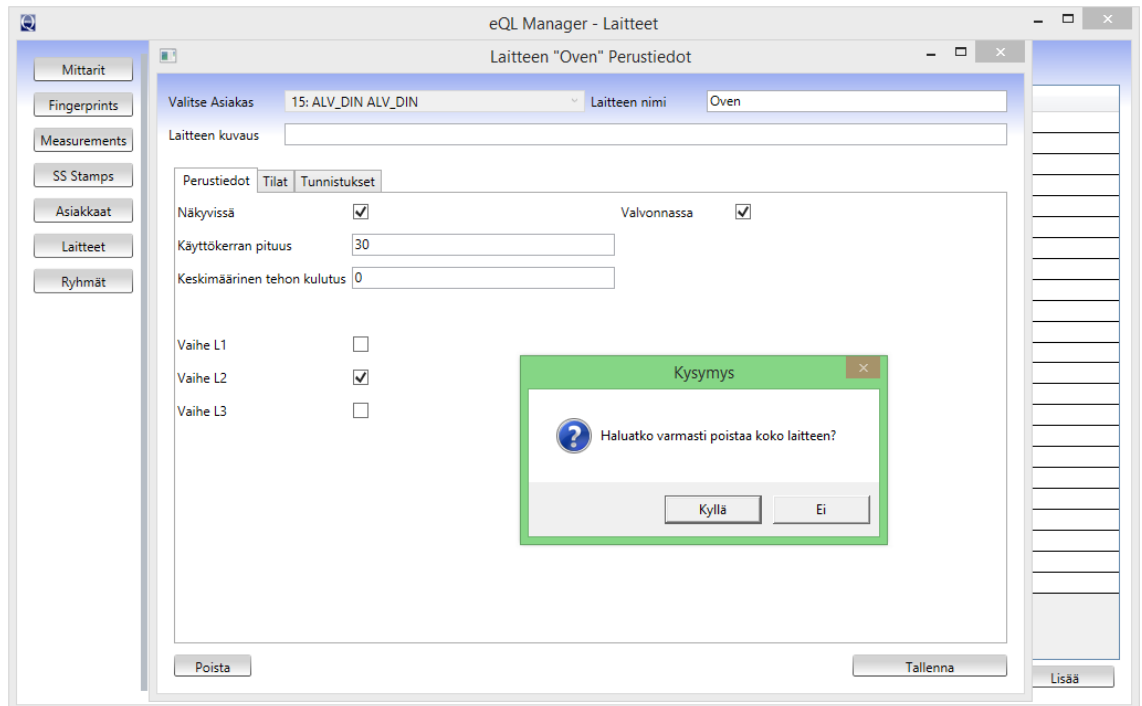 eQL Manager - Laitteet
Laitteen "Oven" Perustiedot
Mittarit
Fingerprints
Measurements
SS Stamps
Asiakkaat
Laitteet
Ryhmät
Valitse Asiakas 15: ALV_DIN ALV_DIN Laitteen nimi Oven
Laitteen kuvaus
Perustiedot Tilat Tunnistukset
Näkyvissä Valvonnassa
Käyttökerran pituus 30
Keskimäärinen tehon kulutus 0
Vaihe L1
Vaihe L2
Vaihe L3
Kysymys
Haluatko varmasti poistaa koko laitteen?
Kyllä Ei
Poista Tallenna
Lisää